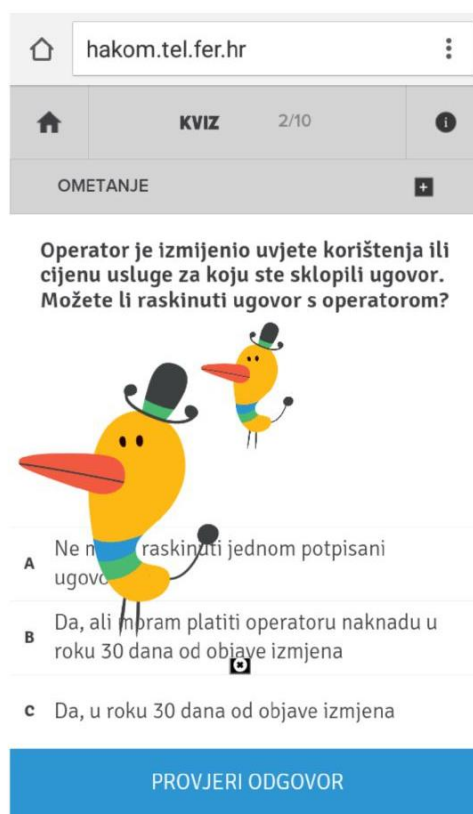 hakom.tel.fer.hr
KVIZ 2/10
OMETANJE
Operator je izmijenio uvjete korištenja ili
cijenu usluge za koju ste sklopili ugovor.
Možete li raskinuti ugovor s operatorom?
A Ne raskinuti jednom potpisani
B Da, ali moram platiti operatoru naknadu u
roku 30 dana od objave izmjena
C Da, u roku 30 dana od objave izmjena
PROVJERI ODGOVOR